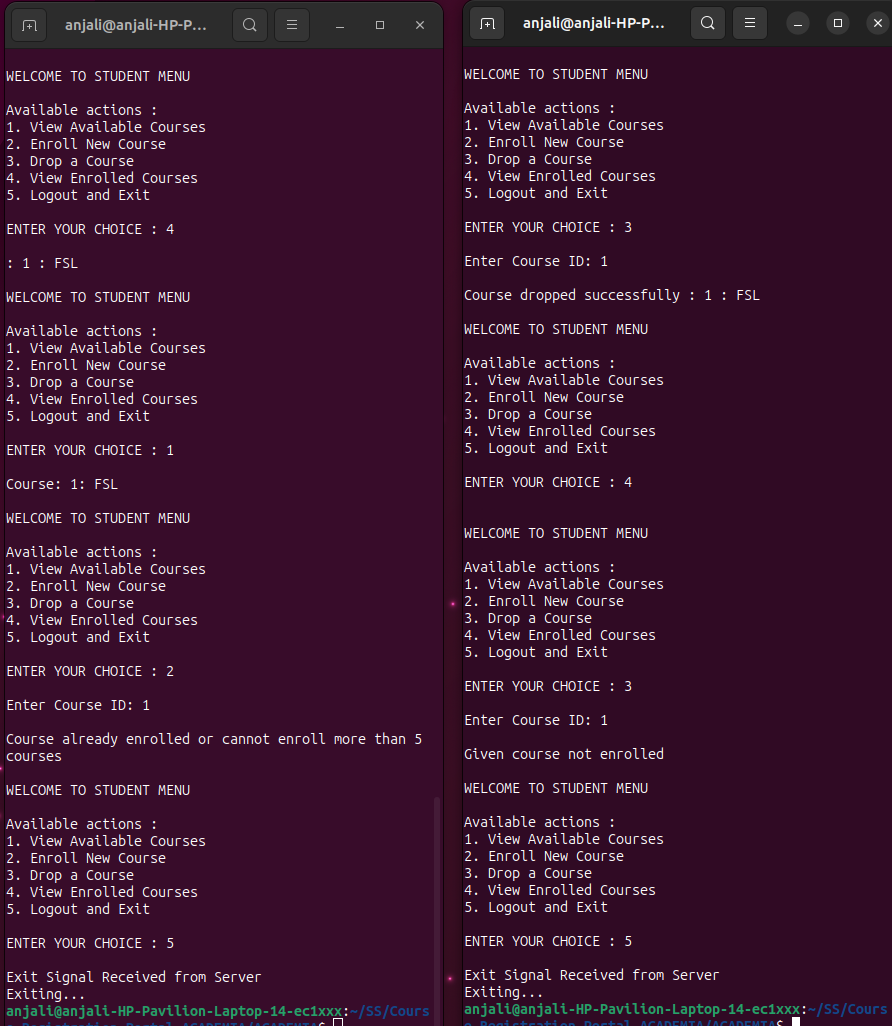 anjali@anjali-HP-P...
WELCOME TO STUDENT MENU
Available actions :
1. View Available Courses
2. Enroll New Course
3. Drop a Course
4. View Enrolled Courses
5. Logout and Exit
ENTER YOUR CHOICE : 4
: 1 : FSL
WELCOME TO STUDENT MENU
Available actions :
1. View Available Courses
2. Enroll New Course
3. Drop a Course
4. View Enrolled Courses
5. Logout and Exit
ENTER YOUR CHOICE : 1
Course: 1: FSL
WELCOME TO STUDENT MENU
Available actions :
1. View Available Courses
2. Enroll New Course
3. Drop a Course
4. View Enrolled Courses
5. Logout and Exit
ENTER YOUR CHOICE : 2
Enter Course ID: 1
Course already enrolled or cannot enroll more than 5
courses
WELCOME TO STUDENT MENU
Available actions :
1. View Available Courses
2. Enroll New Course
3. Drop a Course
4. View Enrolled Courses
5. Logout and Exit
ENTER YOUR CHOICE : 5
Exit Signal Received from Server
Exiting...
anjali@anjali-HP-Pavilion-Laptop-14-ec1xxx:~/SS/Cours
e-Registration-Portal-ACADEMIA/ACADEMIA$
anjali@anjali-HP-P...
WELCOME TO STUDENT MENU
Available actions :
1. View Available Courses
2. Enroll New Course
3. Drop a Course
4. View Enrolled Courses
5. Logout and Exit
ENTER YOUR CHOICE : 3
Enter Course ID: 1
Course dropped successfully : 1 : FSL
WELCOME TO STUDENT MENU
Available actions :
1. View Available Courses
2. Enroll New Course
3. Drop a Course
4. View Enrolled Courses
5. Logout and Exit
ENTER YOUR CHOICE : 4
WELCOME TO STUDENT MENU
Available actions :
1. View Available Courses
2. Enroll New Course
3. Drop a Course
4. View Enrolled Courses
5. Logout and Exit
ENTER YOUR CHOICE : 3
Enter Course ID: 1
Given course not enrolled
WELCOME TO STUDENT MENU
Available actions :
1. View Available Courses
2. Enroll New Course
3. Drop a Course
4. View Enrolled Courses
5. Logout and Exit
ENTER YOUR CHOICE : 5
Exit Signal Received from Server
Exiting...
anjali@anjali-HP-Pavilion-Laptop-14-ec1xxx:~/SS/Cours
e-Registration-Portal-ACADEMIA/ACADEMIA$